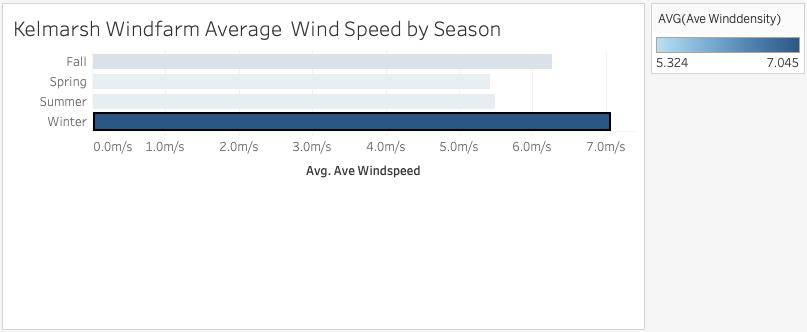 Kelmarsh Windfarm Average  Wind Speed by Season
Fall
Spring
Summer
Winter
0.0m/s 1.0m/s 2.0m/s 3.0m/s 4.0m/s 5.0m/s 6.0m/s 7.0m/s
Avg. Ave Windspeed
AVG(Ave Winddensity)
5.324 7.045